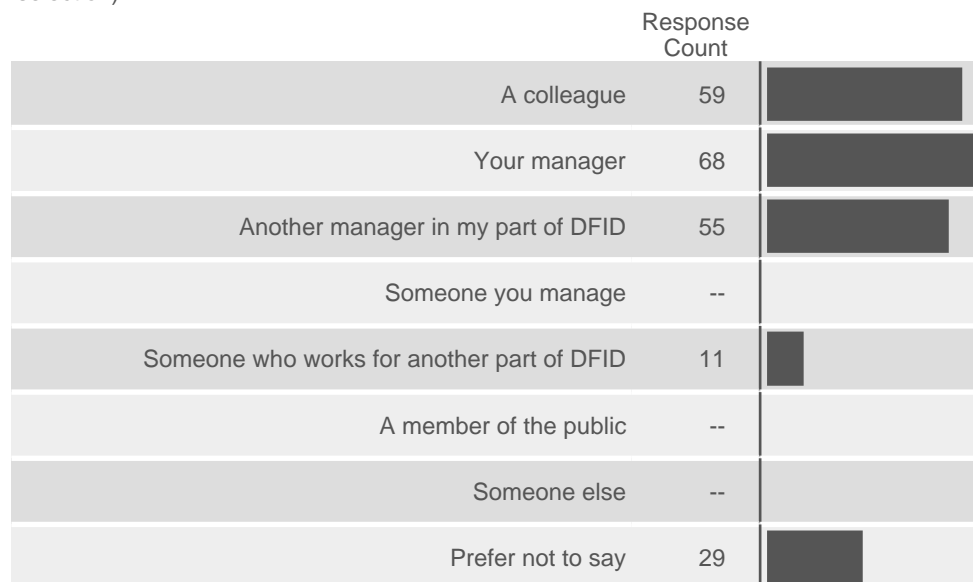 Response
Count
A colleague 59
Your manager 68
Another manager in my part of DFID 55
Someone you manage --
Someone who works for another part of DFID 11
A member of the public --
Someone else --
Prefer not to say 29